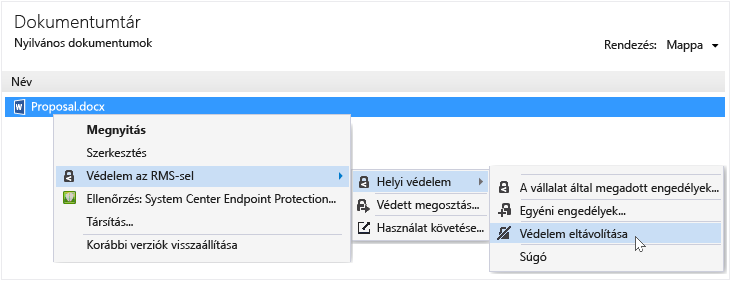 Dokumentumtár
Nyilvános dokumentumok
Rendezés: Mappa
Név
Proposal.docx
Megnyitás
Szerkesztés
Védelem az RMS-sel
Ellenőrzés: System Center Endpoint Protection...
Társítás...
Korábbi verziók visszaállítása
Helyi védelem
Védett megosztás...
Használat követése...
A vállalat által megadott engedélyek...
Egyéni engedélyek...
Védelem eltávolítása
Súgó